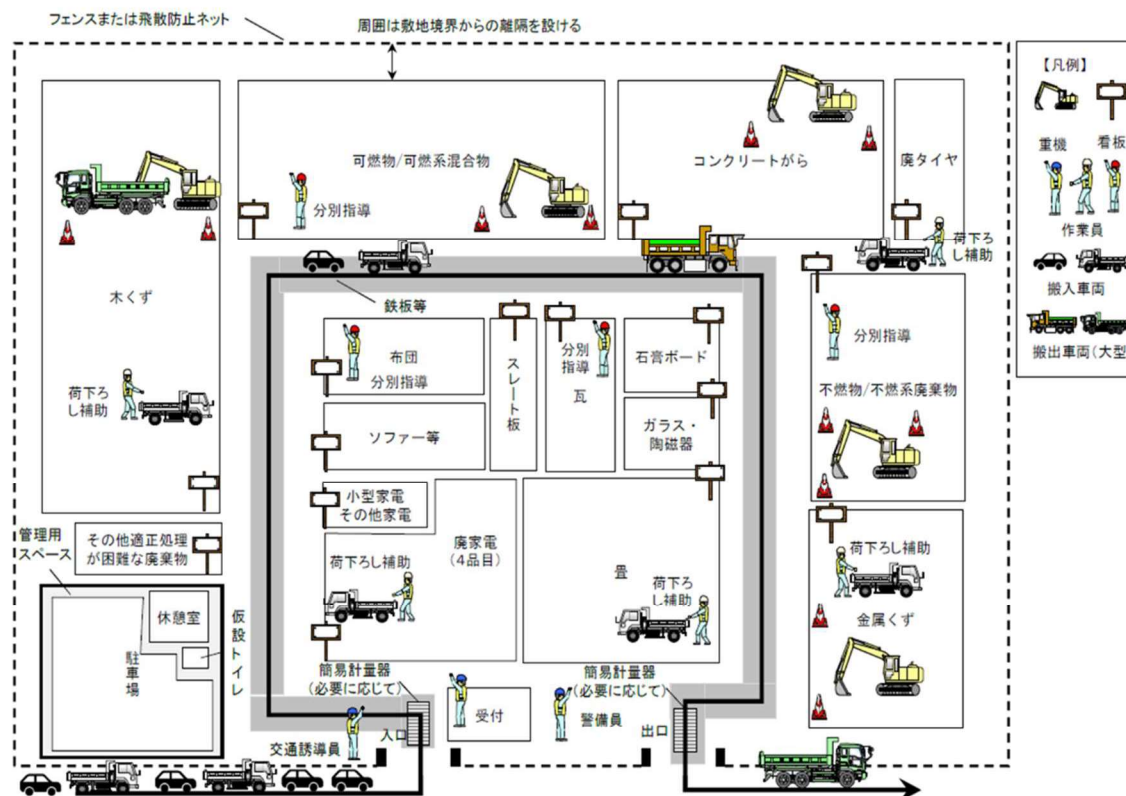 フェンスまたは飛散防止ネット
周囲は敷地境界からの離隔を設ける
【凡例】
重機
看板
作業員
搬入車両
搬出車両(大型)
可燃物/可燃系混合物
分別指導
コンクリートがら
廃タイヤ
荷下ろ
し補助
木くず
荷下ろ
し補助
鉄板等
布団
分別指導
スレート板
分別
指導
瓦
石膏ボード
分別指導
不燃物/不燃系廃棄物
ソファー等
ガラス・
陶磁器
小型家電
その他家電
廃家電
(4品目)
荷下ろし補助
畳
荷下ろ
し補助
荷下ろし補助
金属くず
その他適正処理
が困難な廃棄物
管理用
スペース
休憩室
駐車場
仮設トイレ
簡易計量器
(必要に応じて)
受付
簡易計量器
(必要に応じて)
警備員
交通誘導員
入口
出口